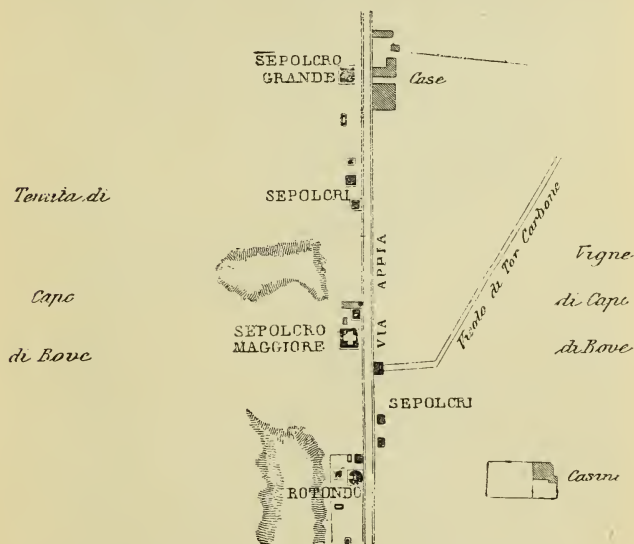 SEPOLCRO
GRANDE
Case
Tenuta di
SEPOLCRI
Vicolo di Tor Carbone
Vigne
VIA APPIA
Capo
di Capo
SEPOLCRO
MAGGIORE
di Bove
di Bove
SEPOLCRI
ROTONDO
Casini